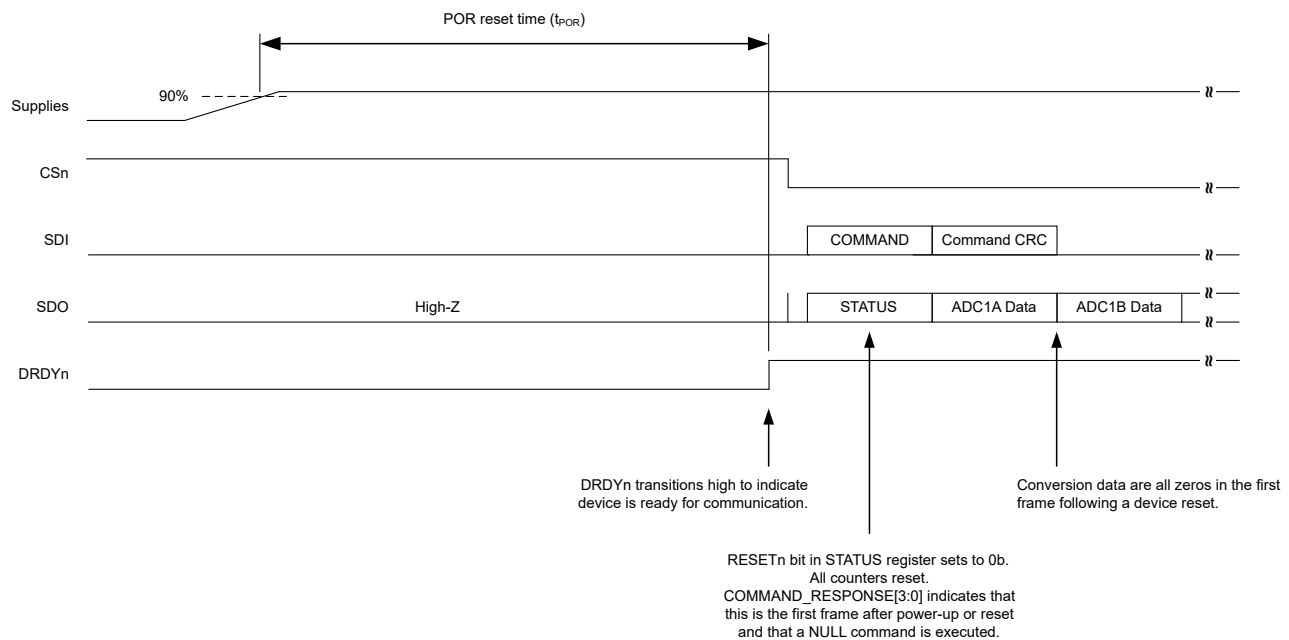 POR reset time (tPOR)
90%
Supplies
CSn
SDI
COMMAND
Command CRC
SDO
High-Z
STATUS
ADC1A Data
ADC1B Data
DRDYn
DRDYn transitions high to indicate
device is ready for communication.
Conversion data are all zeros in the first
frame following a device reset.
RESETn bit in STATUS register sets to 0b.
All counters reset.
COMMAND_RESPONSE[3:0] indicates that
this is the first frame after power-up or reset
and that a NULL command is executed.